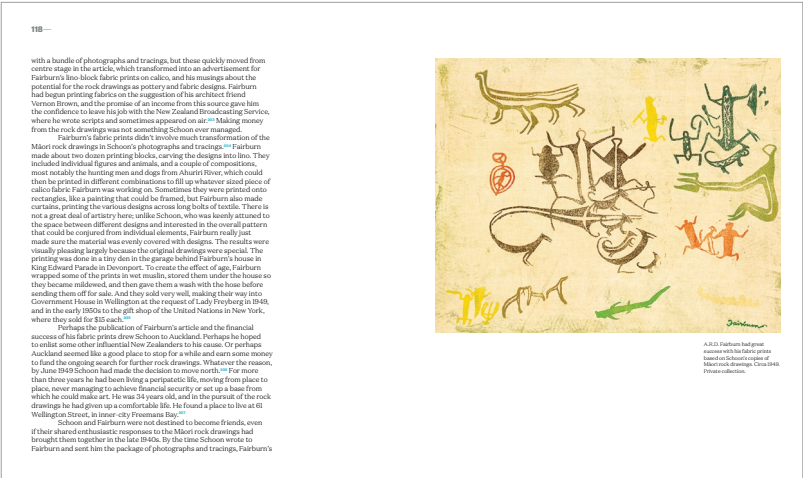 118—
with a bundle of photographs and tracings, but these quickly moved from
centre stage in the article, which transformed into an advertisement for
Fairburn's lino-block fabric prints on calico, and his musings about the
potential for the rock drawings as pottery and fabric designs. Fairburn
had begun printing fabrics on the suggestion of his architect friend
Vernon Brown, and the promise of an income from this source gave him
the confidence to leave his job with the New Zealand Broadcasting Service,
where he wrote scripts and sometimes appeared on air. Making money
from the rock drawings was not something Schoon ever managed.
Fairburn's fabric prints didn't involve much transformation of the
Māori rock drawings in Schoon's photographs and tracings. Fairburn
made about two dozen printing blocks, carving the designs into lino. They
included individual figures and animals, and a couple of compositions,
most notably the hunting men and dogs from Ahuriri River, which could
then be printed in different combinations to fill up whatever sized piece of
calico fabric Fairburn was working on. Sometimes they were printed onto
rectangles, like a painting that could be framed, but Fairburn also made
curtains, printing the various designs across long bolts of textile. There is
not a great deal of artistry here; unlike Schoon, who was keenly attuned to
the space between different designs and interested in the overall pattern
that could be conjured from individual elements, Fairburn really just
made sure the material was evenly covered with designs. The results were
visually pleasing largely because the original drawings were special. The
printing was done in a tiny den in the garage behind Fairburn's house in
King Edward Parade in Devonport. To create the effect of age, Fairburn
wrapped some of the prints in wet muslin, stored them under the house so
they became mildewed, and then gave them a wash with the hose before
sending them off for sale. And they sold very well, making their way into
Government House in Wellington at the request of Lady Freyberg in 1949,
and in the early 1950s to the gift shop of the United Nations in New York,
where they sold for $15 each.
Perhaps the publication of Fairburn's article and the financial
success of his fabric prints drew Schoon to Auckland. Perhaps he hoped
to enlist some other influential New Zealanders to his cause. Or perhaps
Auckland seemed like a good place to stop for a while and earn some money
to fund the ongoing search for further rock drawings. Whatever the reason,
by June 1949 Schoon had made the decision to move north. For more
than three years he had been living a peripatetic life, moving from place to
place, never managing to achieve financial security or set up a base from
which he could make art. He was 34 years old, and in the pursuit of the rock
drawings he had given up a comfortable life. He found a place to live at 61
Wellington Street, in inner-city Freemans Bay.
Schoon and Fairburn were not destined to become friends, even
if their shared enthusiastic responses to the Māori rock drawings had
brought them together in the late 1940s. By the time Schoon wrote to
Fairburn and sent him the package of photographs and tracings, Fairburn's
Fairburn
A.R.D. Fairburn had great
success with his fabric prints
based on Schoon's copies of
Māori rock drawings. Circa 1949.
Private collection.